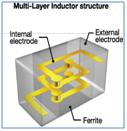 Multi-Layer Inductor structure
Internal
electrode
External
electrode
Ferrite